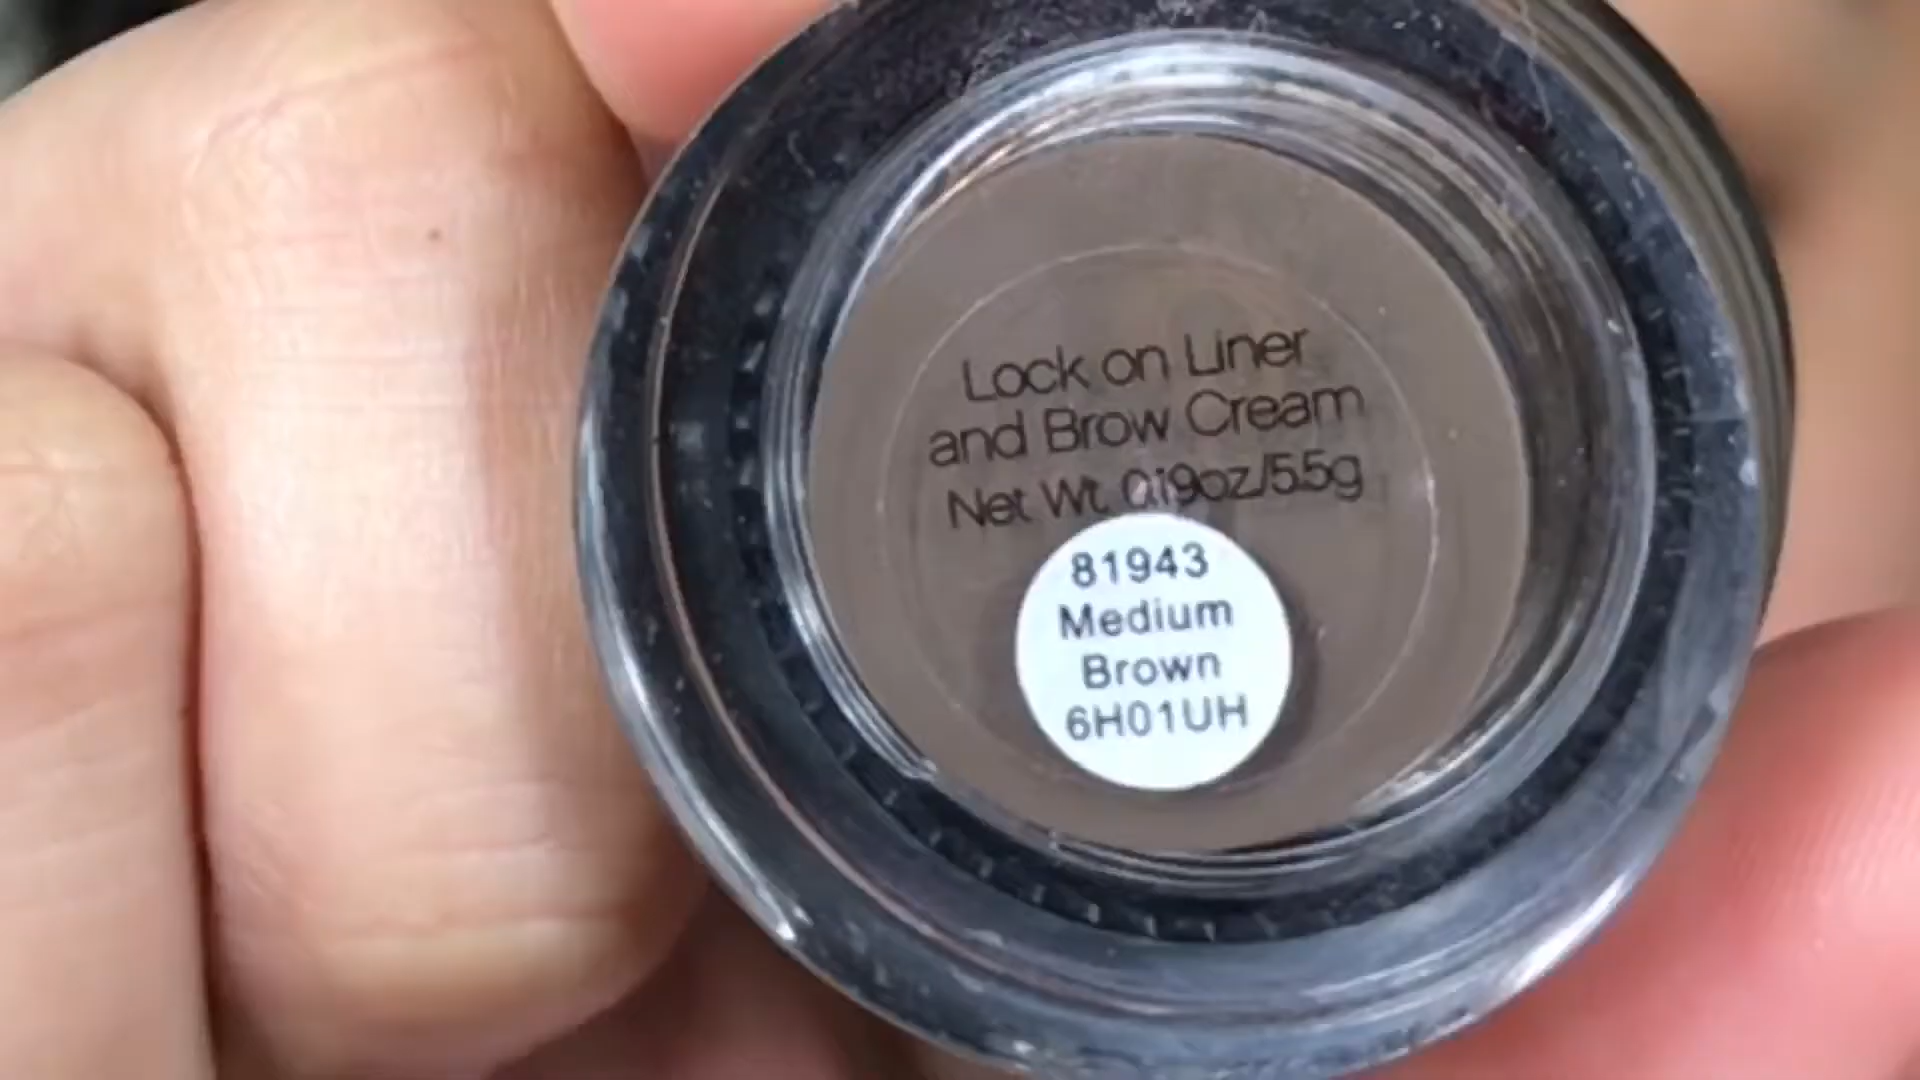 Lock on Liner
and Brow Cream
Net Wt. 0.19oz/5.5g
81943
Medium
Brown
6H01UH